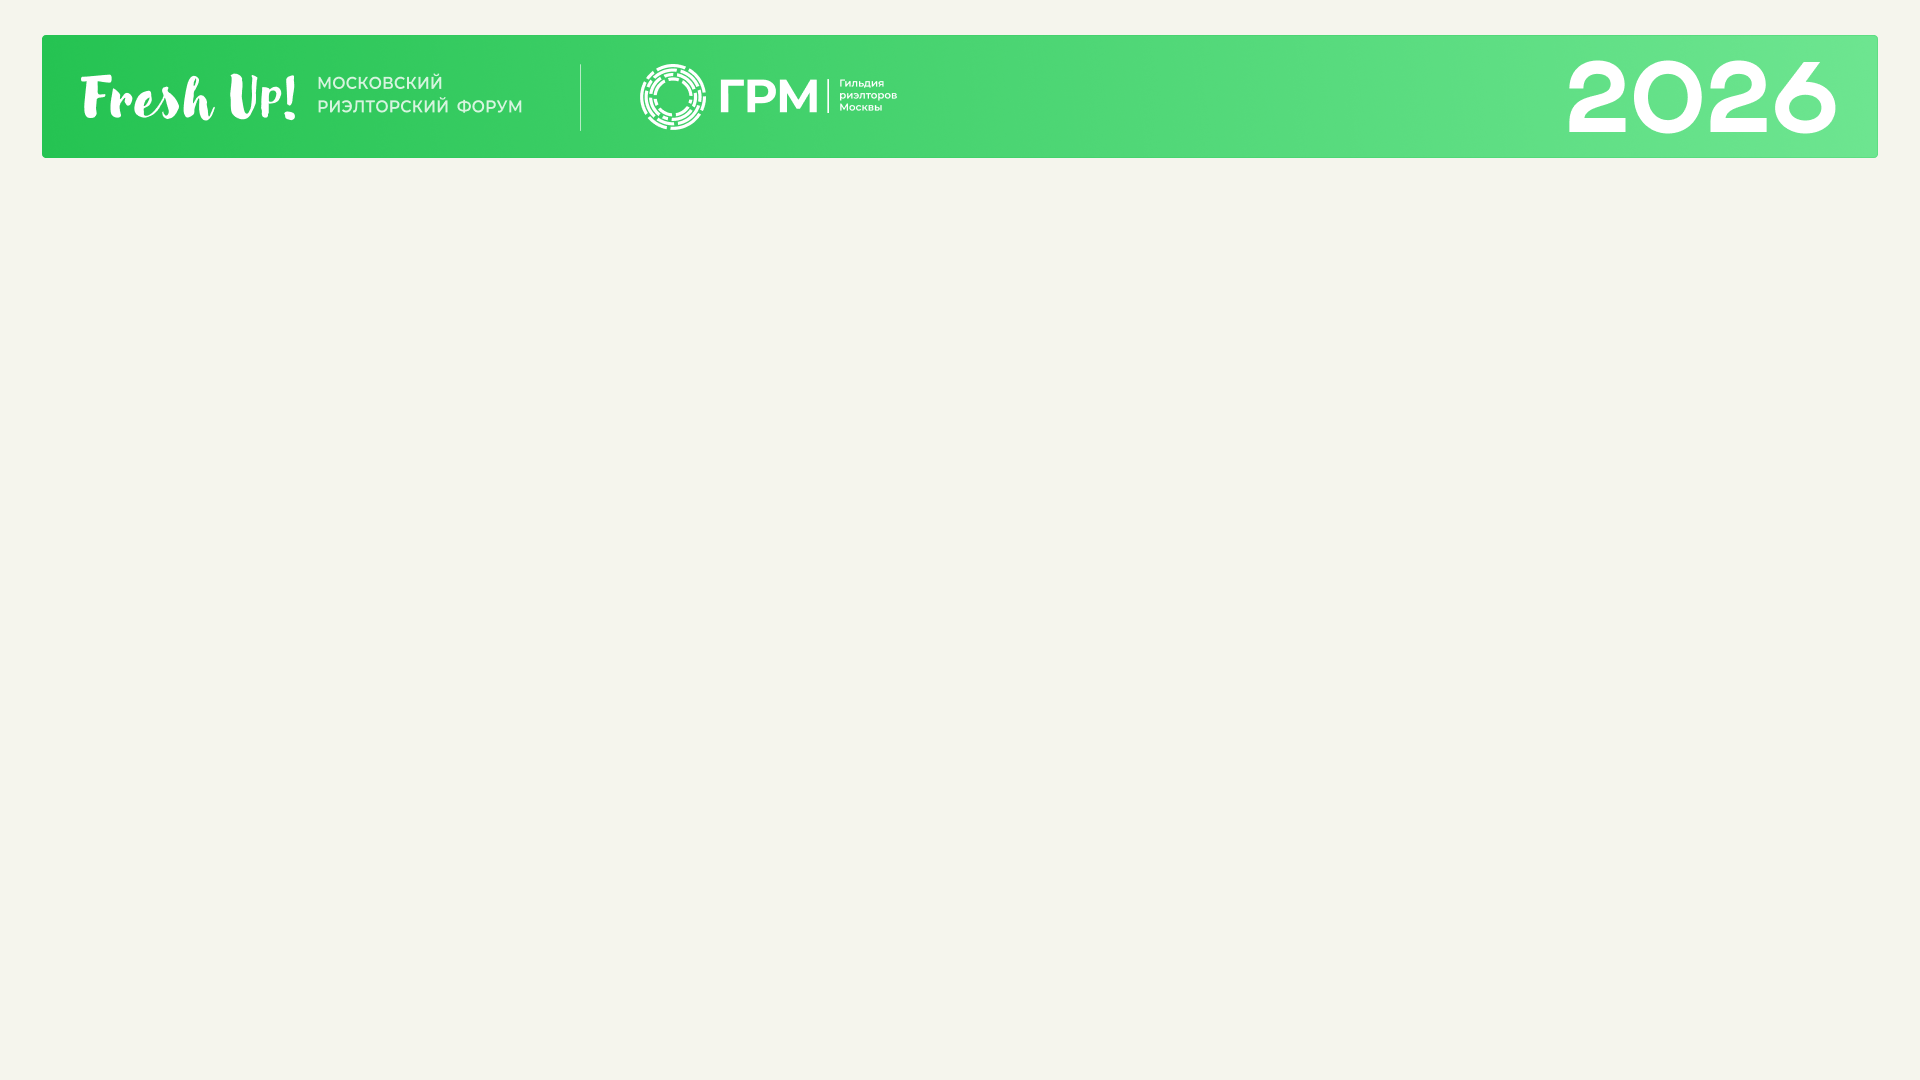 Fresh Up!
МОСКОВСКИЙ
РИЭЛТОРСКИЙ ФОРУМ
ГРМ
Гильдия
риэлторов
Москвы
2026